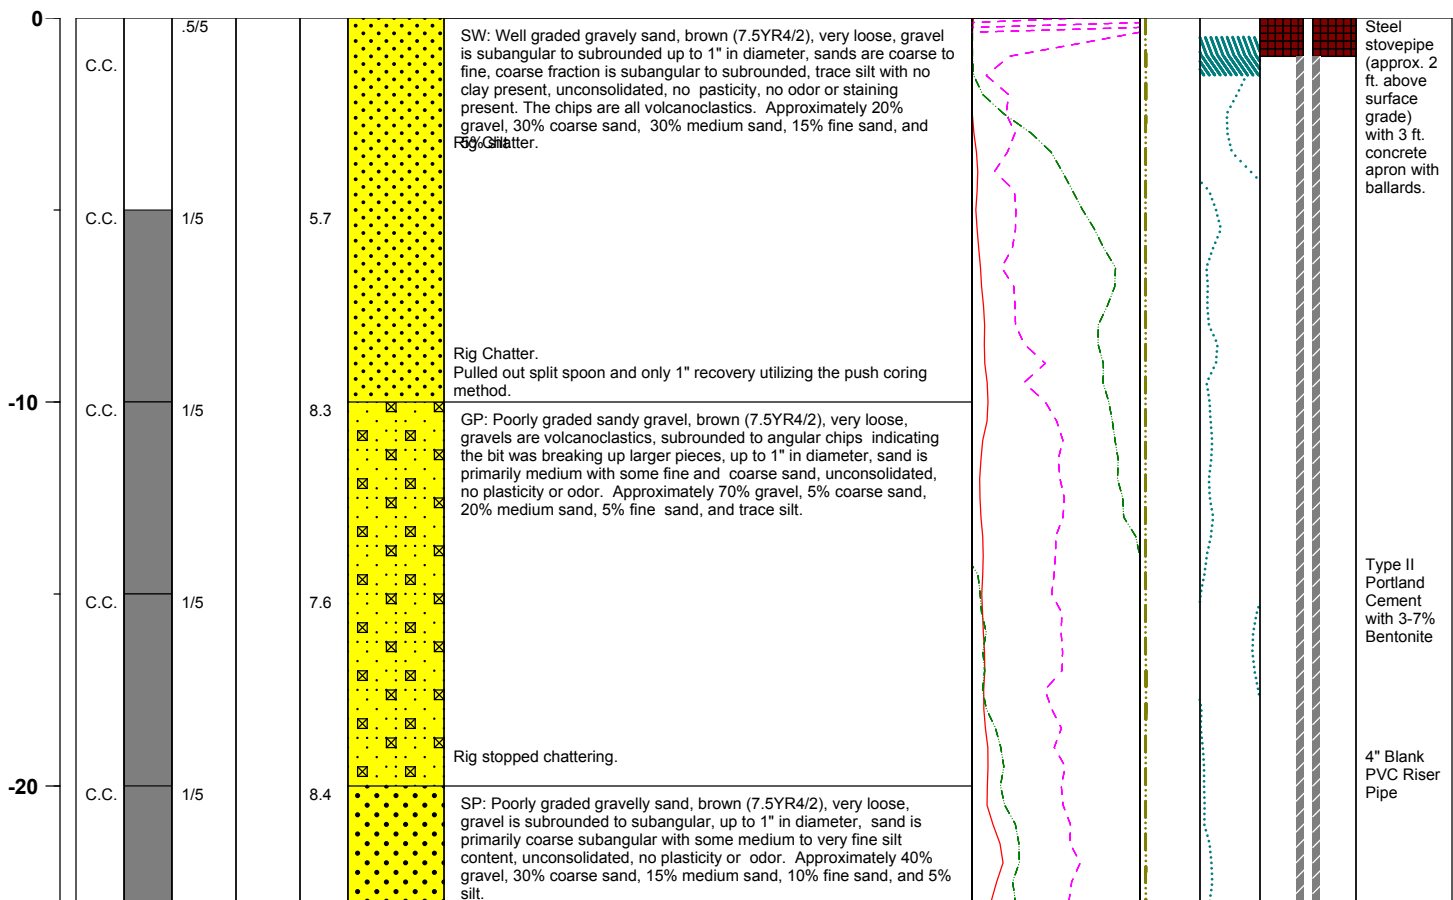 0
.5/5
C.C.
SW: Well graded gravely sand, brown (7.5YR4/2), very loose, gravel
is subangular to subrounded up to 1" in diameter, sands are coarse to
fine, coarse fraction is subangular to subrounded, trace silt with no
clay present, unconsolidated, no pasticity, no odor or staining
present. The chips are all volcanoclastics. Approximately 20%
gravel, 30% coarse sand, 30% medium sand, 15% fine sand, and
5% silt.
Rig Chatter.
Steel
stovepipe
(approx. 2
ft. above
surface
grade)
with 3 ft.
concrete
apron with
ballards.
C.C.
1/5
5.7
Rig Chatter.
Pulled out split spoon and only 1" recovery utilizing the push coring
method.
-10
C.C.
1/5
8.3
GP: Poorly graded sandy gravel, brown (7.5YR4/2), very loose,
gravels are volcanoclastics, subrounded to angular chips indicating
the bit was breaking up larger pieces, up to 1" in diameter, sand is
primarily medium with some fine and coarse sand, unconsolidated,
no plasticity or odor. Approximately 70% gravel, 5% coarse sand,
20% medium sand, 5% fine sand, and trace silt.
Type II
Portland
Cement
with 3-7%
Bentonite
C.C.
1/5
7.6
Rig stopped chattering.
4" Blank
PVC Riser
Pipe
-20
C.C.
1/5
8.4
SP: Poorly graded gravelly sand, brown (7.5YR4/2), very loose,
gravel is subrounded to subangular, up to 1" in diameter, sand is
primarily coarse subangular with some medium to very fine silt
content, unconsolidated, no plasticity or odor. Approximately 40%
gravel, 30% coarse sand, 15% medium sand, 10% fine sand, and 5%
silt.